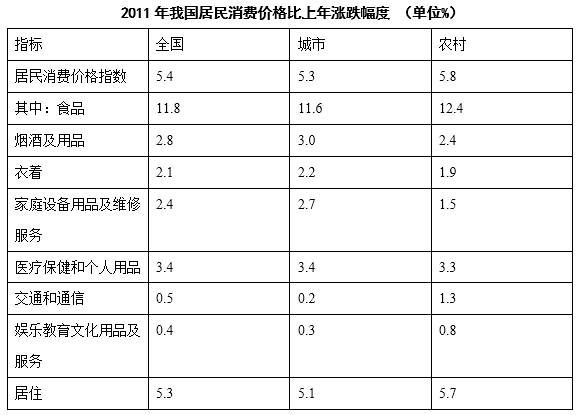 2011年我国居民消费价格比上年涨跌幅度 （单位%）
指标 全国 城市 农村
居民消费价格指数 5.4 5.3 5.8
其中：食品 11.8 11.6 12.4
烟酒及用品 2.8 3.0 2.4
衣着 2.1 2.2 1.9
家庭设备用品及维修 2.4 2.7 1.5
服务
医疗保健和个人用品 3.4 3.4 3.3
交通和通信 0.5 0.2 1.3
娱乐教育文化用品及 0.4 0.3 0.8
服务
居住 5.3 5.1 5.7